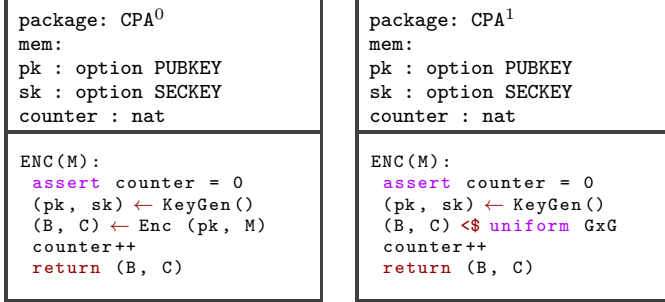 package: CPA⁰
mem:
pk : option PUBKEY
sk : option SECKEY
counter : nat
ENC(M):
assert counter = 0
(pk, sk) ← KeyGen()
(B, C) ← Enc (pk, M)
counter++
return (B, C)
package: CPA¹
mem:
pk : option PUBKEY
sk : option SECKEY
counter : nat
ENC(M):
assert counter = 0
(pk, sk) ← KeyGen()
(B, C) <$ uniform GxG
counter++
return (B, C)